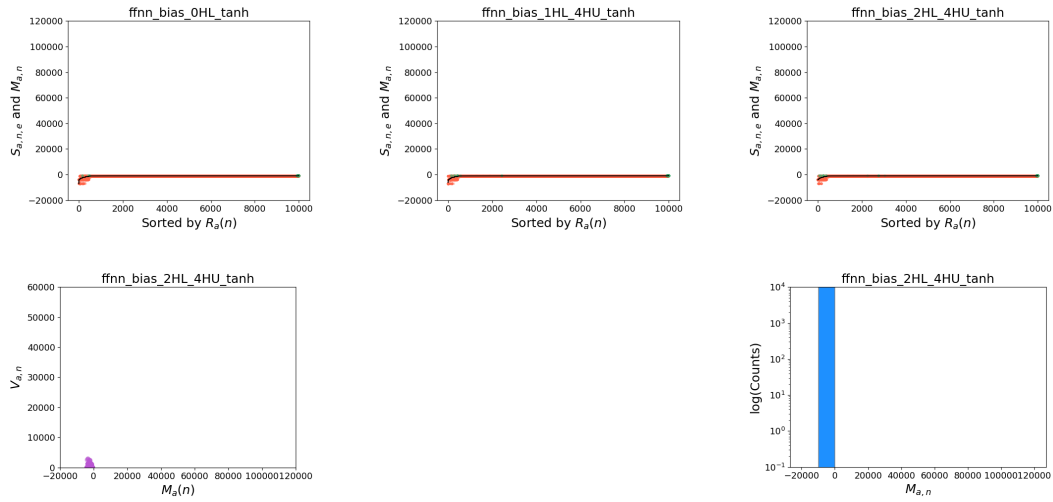 ffnn_bias_0HL_tanh
120000
100000
80000
60000
40000
20000
0
−20000
S_{a,n,e} and M_{a,n}
0 2000 4000 6000 8000 10000
Sorted by R_a(n)
ffnn_bias_1HL_4HU_tanh
120000
100000
80000
60000
40000
20000
0
−20000
S_{a,n,e} and M_{a,n}
0 2000 4000 6000 8000 10000
Sorted by R_a(n)
ffnn_bias_2HL_4HU_tanh
120000
100000
80000
60000
40000
20000
0
−20000
S_{a,n,e} and M_{a,n}
0 2000 4000 6000 8000 10000
Sorted by R_a(n)
ffnn_bias_2HL_4HU_tanh
60000
50000
40000
30000
20000
10000
0
V_{a,n}
−20000 0 20000 40000 60000 80000 100000120000
M_a(n)
ffnn_bias_2HL_4HU_tanh
10^4
10^3
10^2
10^1
10^0
10^{−1}
log(Counts)
−20000 0 20000 40000 60000 80000 100000120000
M_{a,n}